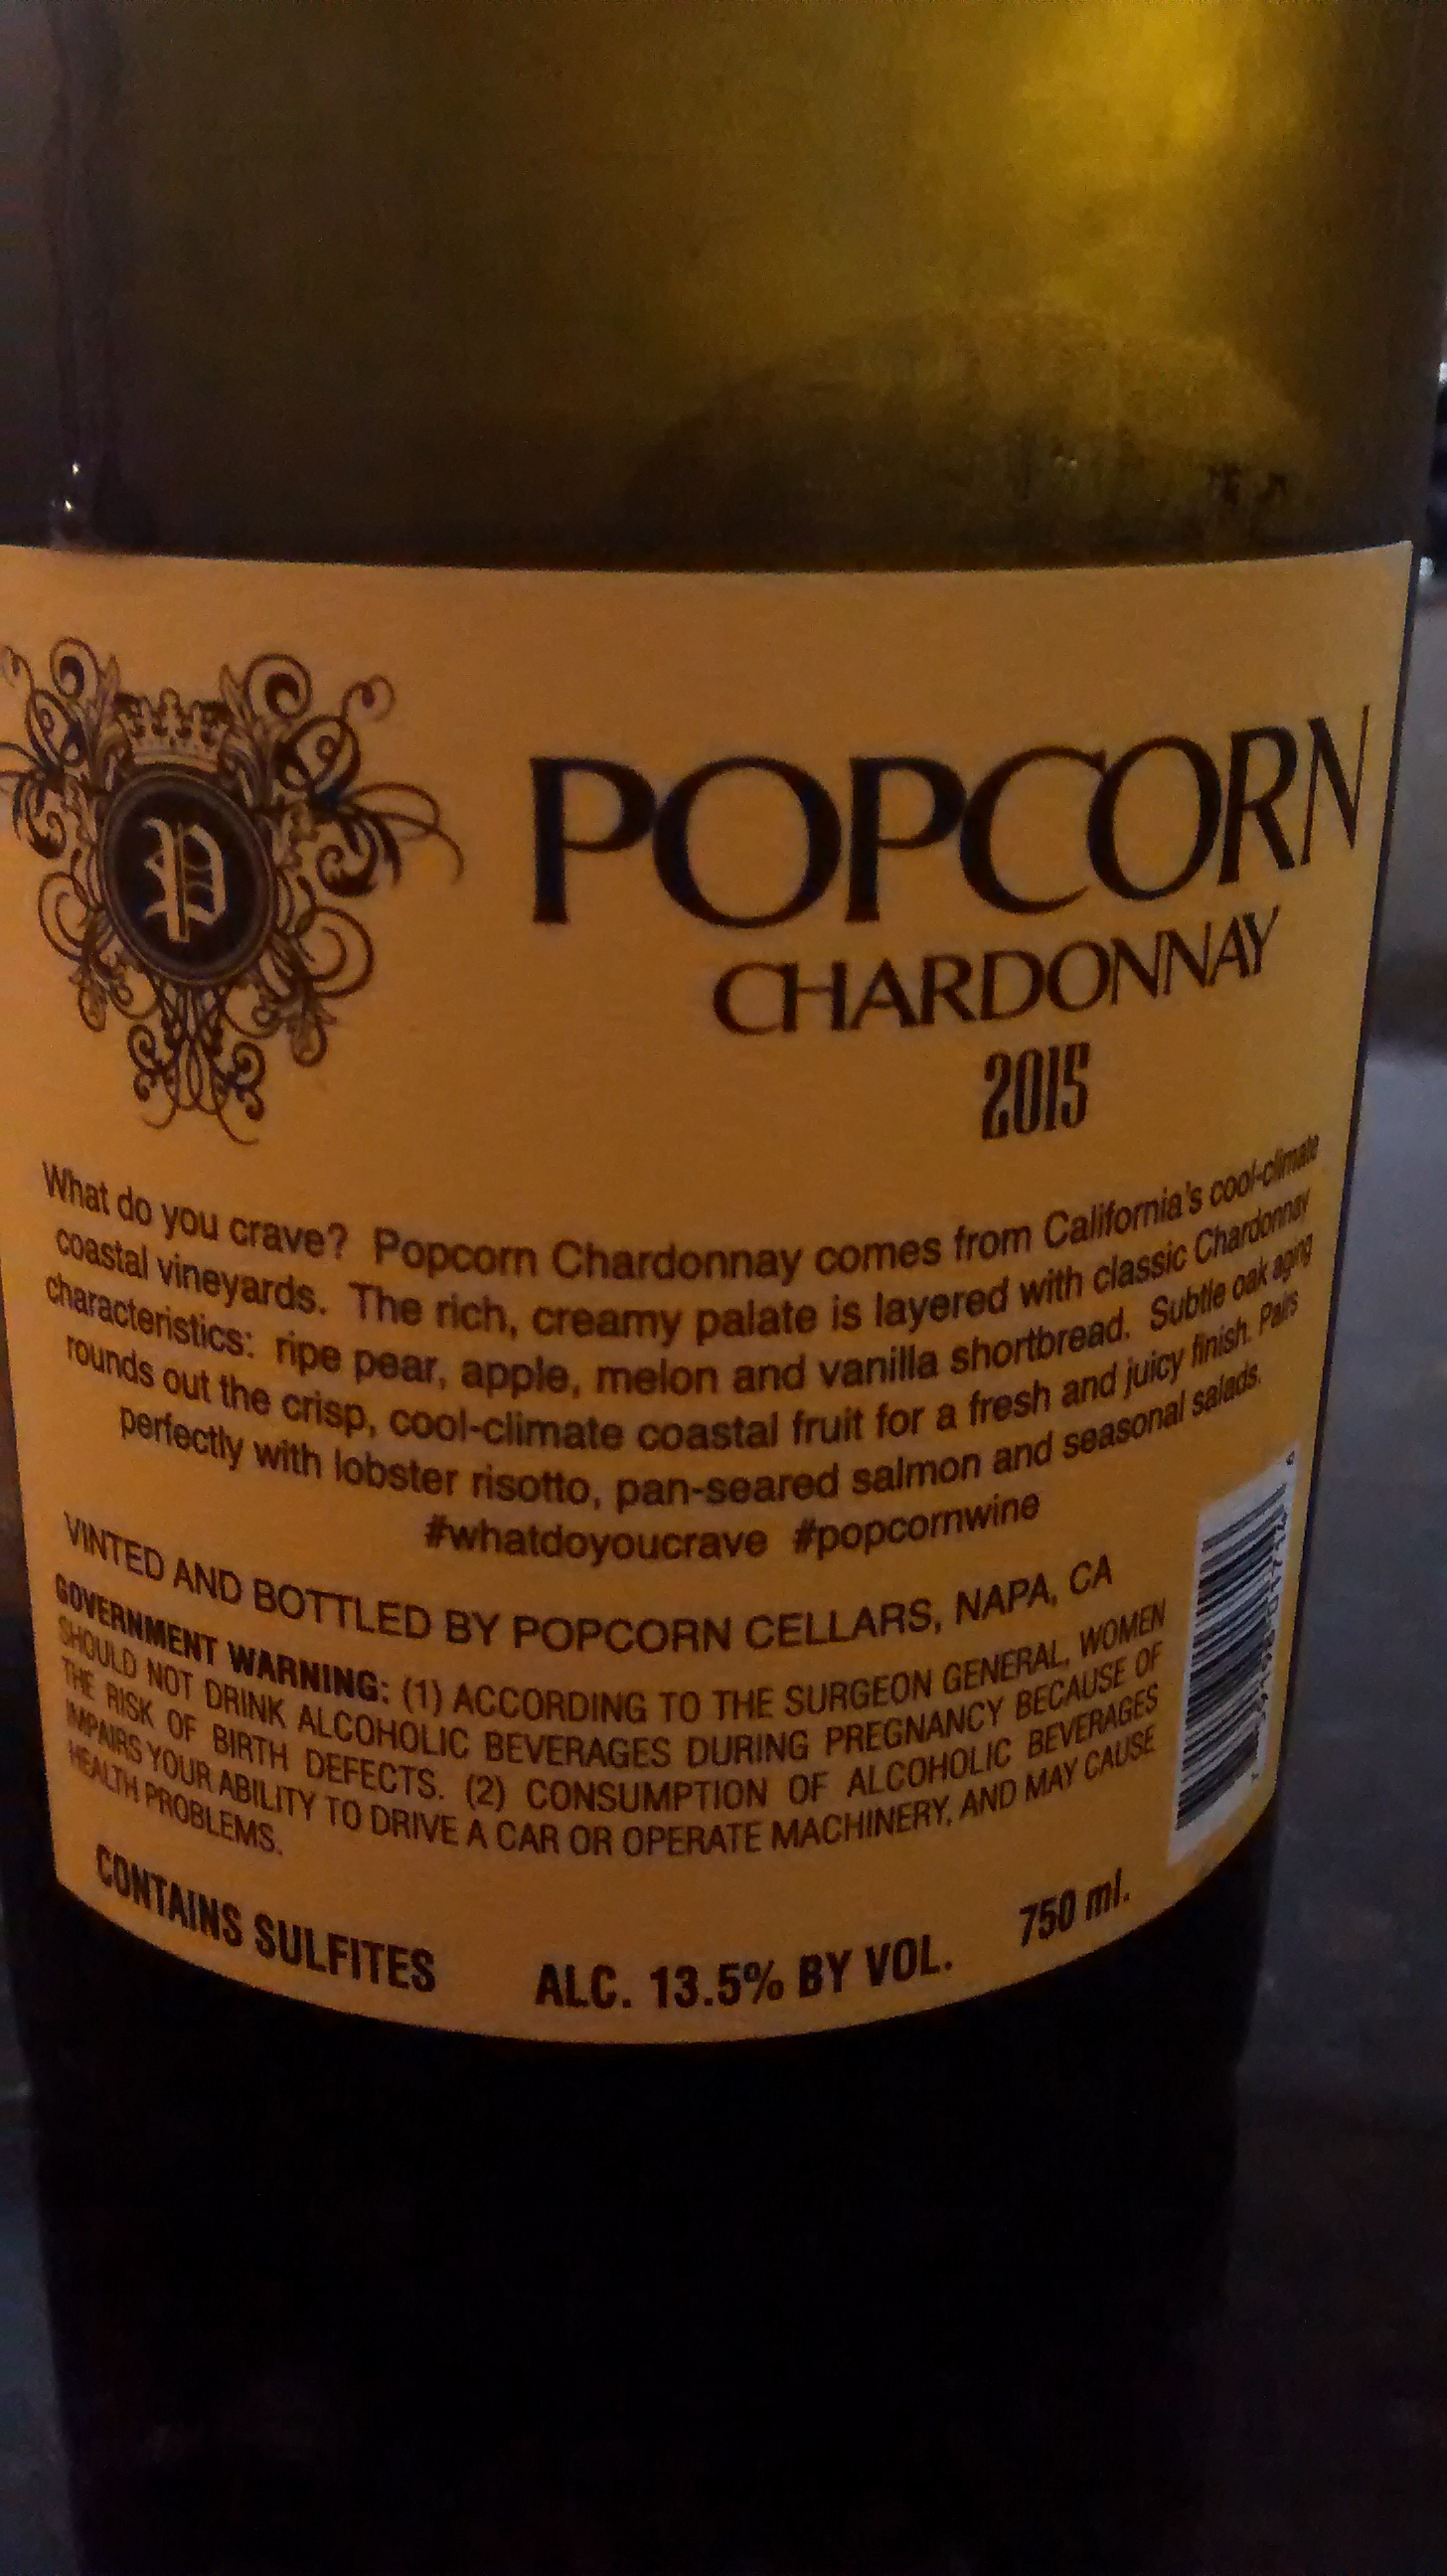 P
POPCORN
CHARDONNAY
2015
What do you crave? Popcorn Chardonnay comes from California's cool-climate
coastal vineyards. The rich, creamy palate is layered with classic Chardonnay
characteristics: ripe pear, apple, melon and vanilla shortbread. Subtle oak aging
rounds out the crisp, cool-climate coastal fruit for a fresh and juicy finish. Pairs
perfectly with lobster risotto, pan-seared salmon and seasonal salads.
#whatdoyoucrave #popcornwine
VINTED AND BOTTLED BY POPCORN CELLARS, NAPA, CA
GOVERNMENT WARNING: (1) ACCORDING TO THE SURGEON GENERAL, WOMEN
SHOULD NOT DRINK ALCOHOLIC BEVERAGES DURING PREGNANCY BECAUSE OF
THE RISK OF BIRTH DEFECTS. (2) CONSUMPTION OF ALCOHOLIC BEVERAGES
IMPAIRS YOUR ABILITY TO DRIVE A CAR OR OPERATE MACHINERY, AND MAY CAUSE
HEALTH PROBLEMS.
CONTAINS SULFITES ALC. 13.5% BY VOL. 750 ml.